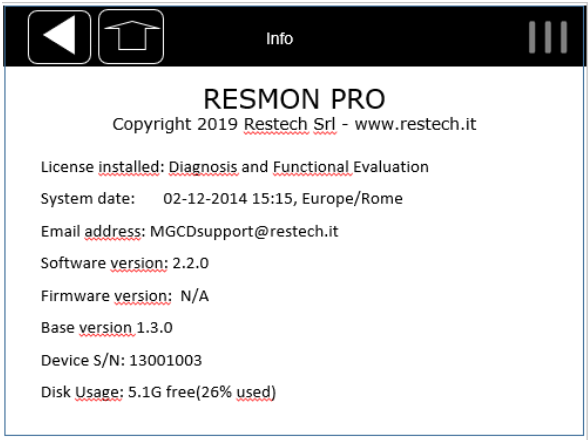 Info
RESMON PRO
Copyright 2019 Restech Srl - www.restech.it
License installed: Diagnosis and Functional Evaluation
System date: 02-12-2014 15:15, Europe/Rome
Email address: MGCDsupport@restech.it
Software version: 2.2.0
Firmware version: N/A
Base version 1.3.0
Device S/N: 13001003
Disk Usage: 5.1G free(26% used)